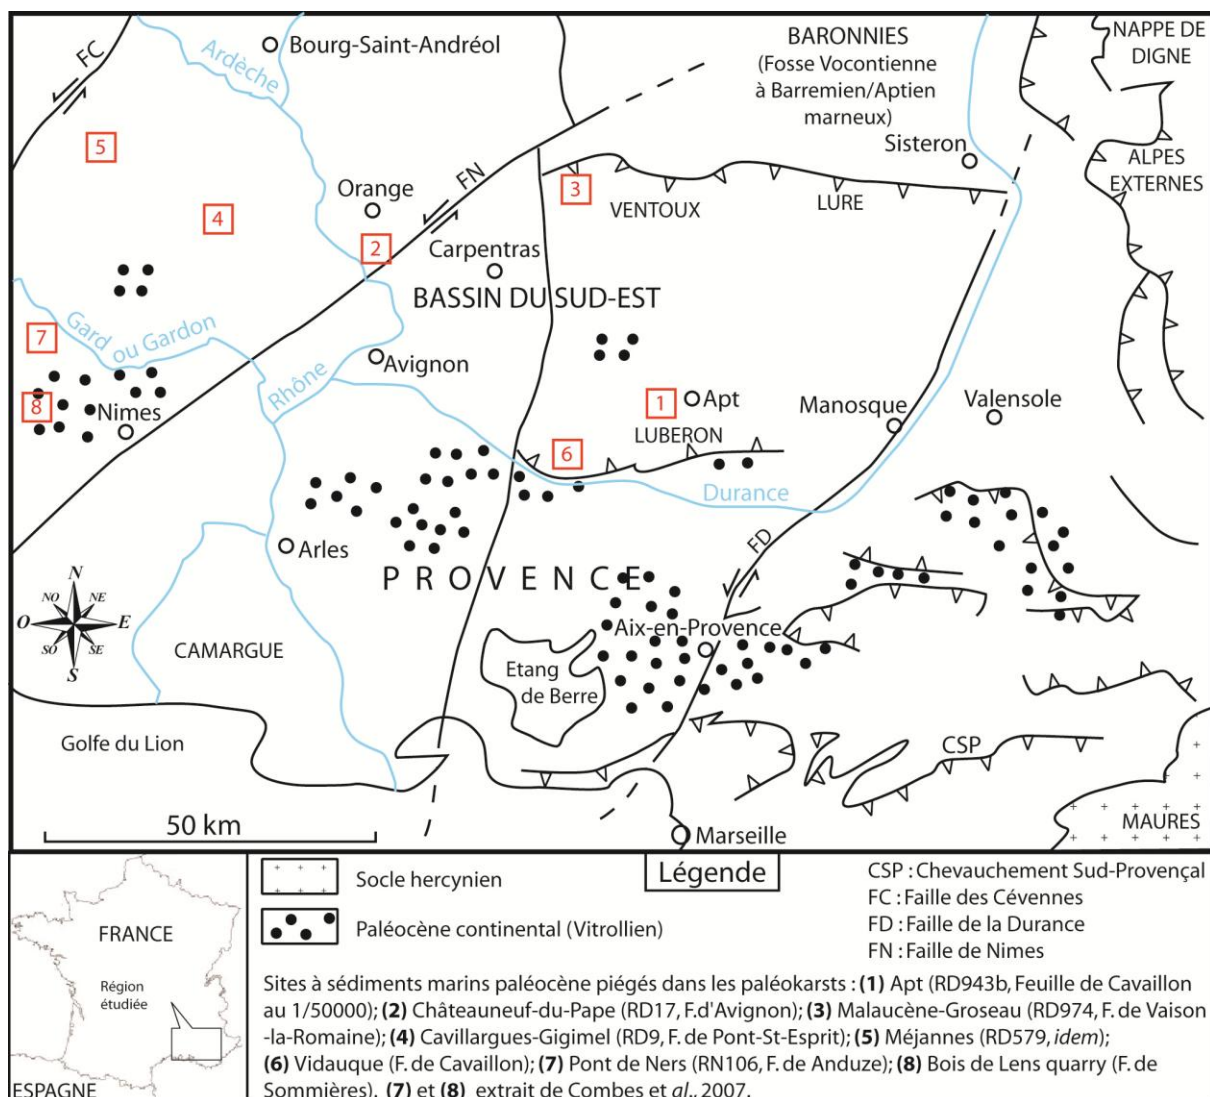 FC
Ardèche
Bourg-Saint-Andréol
BARONNIES
(Fosse Vocontienne
à Barremien/Aptien
marneux)
NAPPE DE
DIGNE
Sisteron
ALPES
EXTERNES
5
4
Orange
2
FN
3
VENTOUX
LURE
Carpentras
BASSIN DU SUD-EST
Gard
ou Gardon
7
8
Nimes
Rhône
Avignon
1
Apt
LUBERON
6
Manosque
Valensole
Durance
Arles
PROVENCE
FD
Aix-en-Provence
N
NO
NE
O
E
SO
SE
S
CAMARGUE
Etang
de Berre
Golfe du Lion
CSP
50 km
Marseille
MAURES
FRANCE
Région
étudiée
ESPAGNE
Légende
Socle hercynien
Paléocène continental (Vitrollien)
CSP : Chevauchement Sud-Provençal
FC : Faille des Cévennes
FD : Faille de la Durance
FN : Faille de Nimes
Sites à sédiments marins paléocène piégés dans les paléokarsts : (1) Apt (RD943b, Feuille de Cavaillon
au 1/50000); (2) Châteauneuf-du-Pape (RD17, F.d'Avignon); (3) Malaucène-Groseau (RD974, F. de Vaison
-la-Romaine); (4) Cavillargues-Gigimel (RD9, F. de Pont-St-Esprit); (5) Méjannes (RD579, idem);
(6) Vidauque (F. de Cavaillon); (7) Pont de Ners (RN106, F. de Anduze); (8) Bois de Lens quarry (F. de
Sommières). (7) et (8) extrait de Combes et al., 2007.